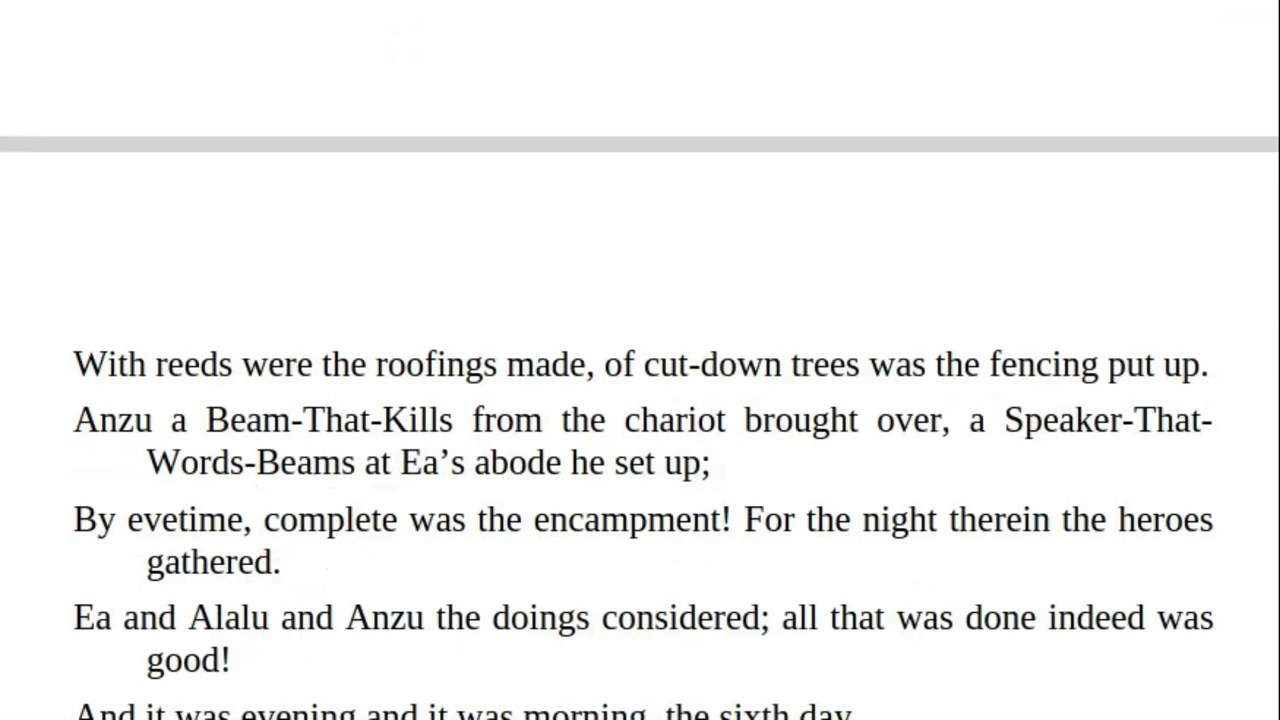 With reeds were the roofings made, of cut-down trees was the fencing put up.
Anzu a Beam-That-Kills from the chariot brought over, a Speaker-That-
Words-Beams at Ea’s abode he set up;
By evetime, complete was the encampment! For the night therein the heroes
gathered.
Ea and Alalu and Anzu the doings considered; all that was done indeed was
good!
And it was evening and it was morning, the sixth day.